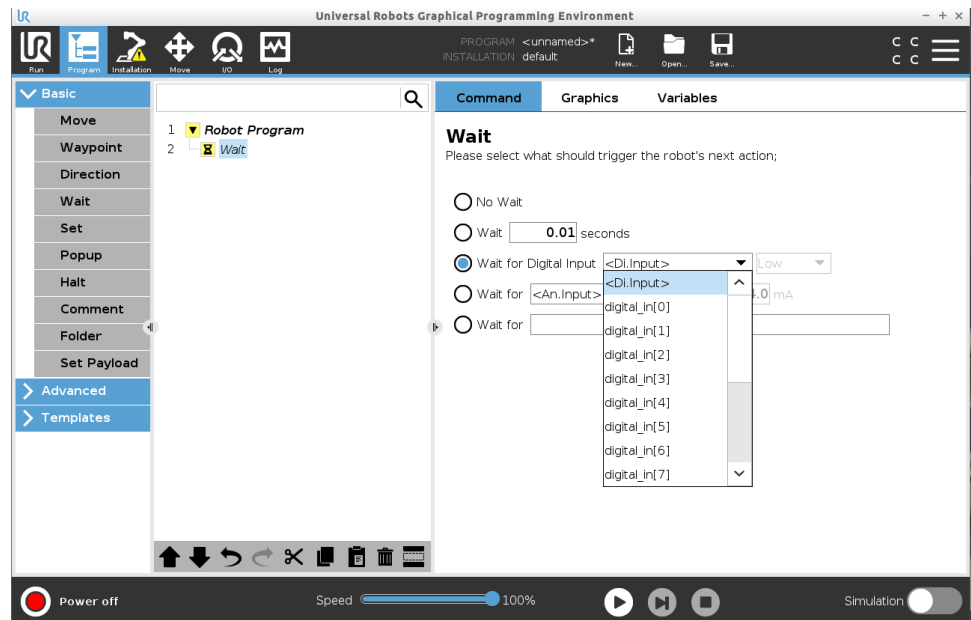 UR Universal Robots Graphical Programming Environment
UR Run Program Installation Move I/O Log
PROGRAM <unnamed>*
INSTALLATION default
New... Open... Save...
C C
C C
Basic
Move
Waypoint
Direction
Wait
Set
Popup
Halt
Comment
Folder
Set Payload
Advanced
Templates
1 Robot Program
2 Wait
Command Graphics Variables
Wait
Please select what should trigger the robot's next action;
No Wait
Wait 0.01 seconds
Wait for Digital Input <Di.Input> Low
Wait for <An.Input> .0 mA
Wait for
<Di.Input>
digital_in[0]
digital_in[1]
digital_in[2]
digital_in[3]
digital_in[4]
digital_in[5]
digital_in[6]
digital_in[7]
Power off Speed 100% Simulation